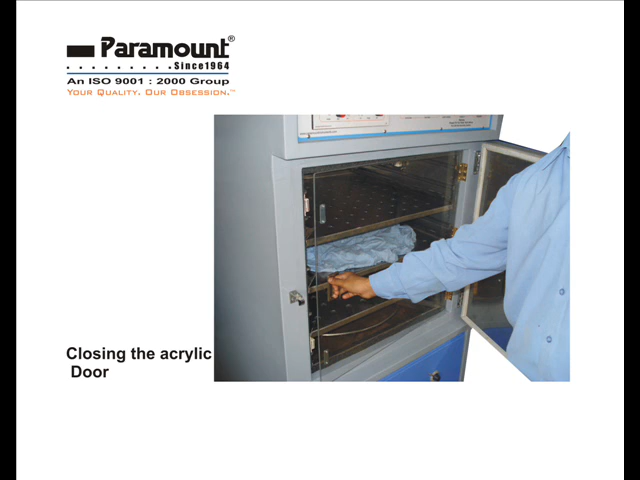 Paramount®
Since1964
An ISO 9001 : 2000 Group
YOUR QUALITY. OUR OBSESSION.™
Closing the acrylic
Door